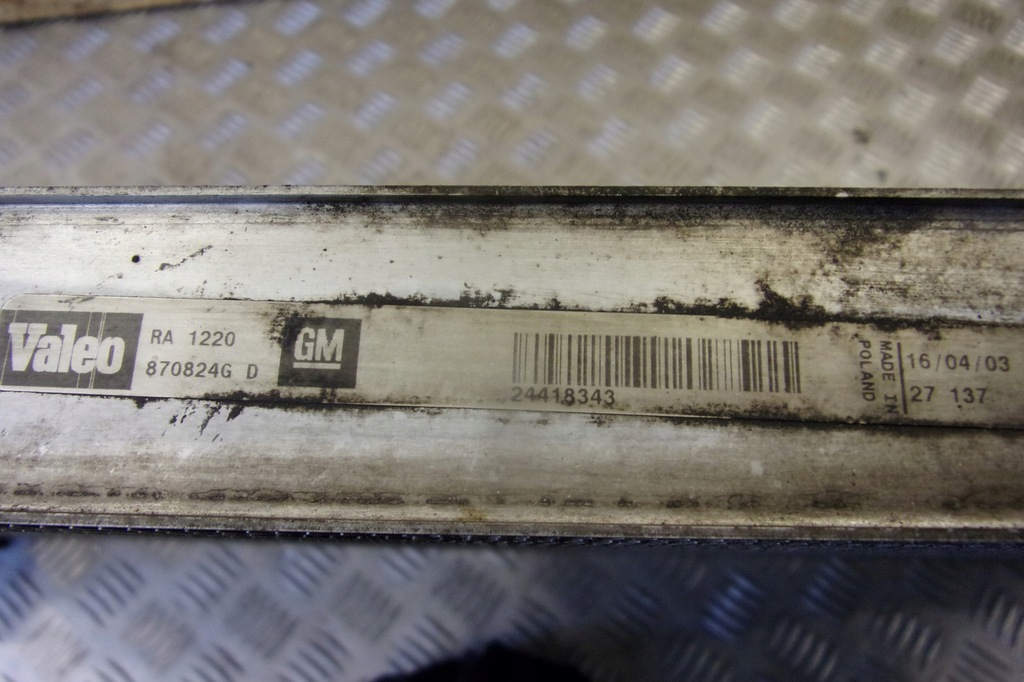 Valeo
RA 1220
870824G D
GM
24418343
MADE IN
POLAND
16/04/03
27 137